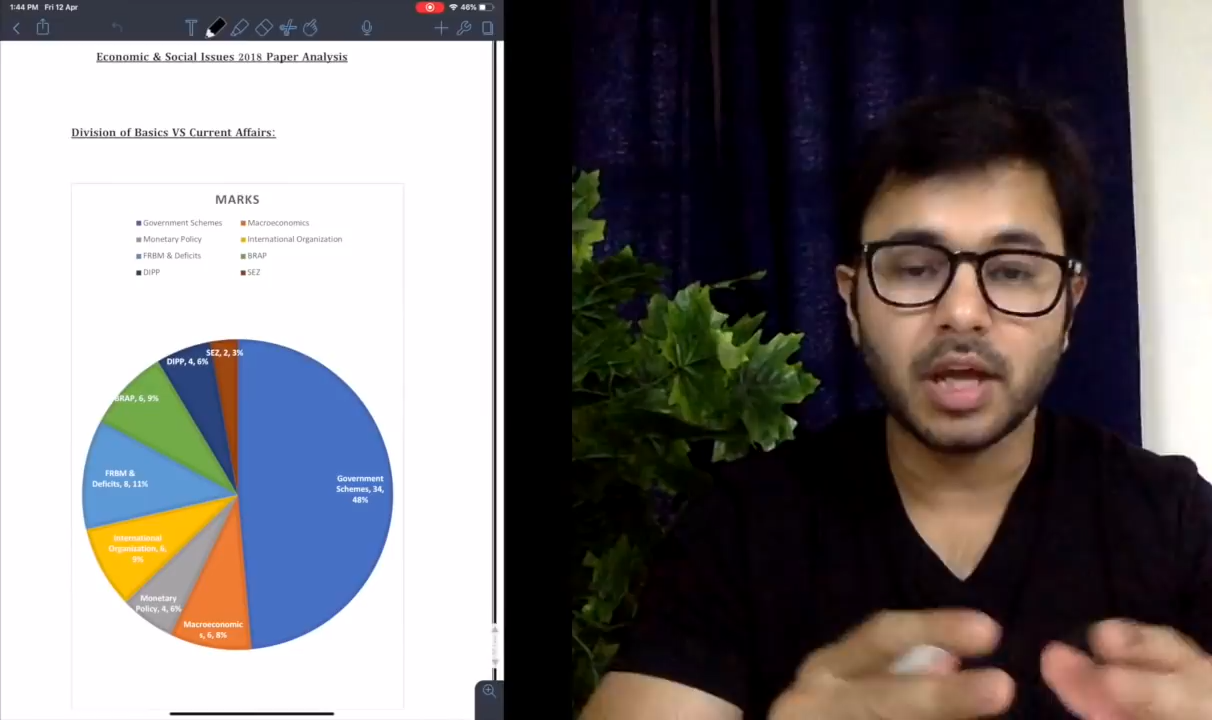 1:44 PM Fri 12 Apr
46%
T
Economic & Social Issues 2018 Paper Analysis
Division of Basics VS Current Affairs:
MARKS
Government Schemes
Macroeconomics
Monetary Policy
International Organization
FRBM & Deficits
BRAP
DIPP
SEZ
SEZ, 2, 3%
DIPP, 4, 6%
BRAP, 6, 9%
FRBM &
Deficits, 8, 11%
Government
Schemes, 34,
48%
International
Organization, 6,
9%
Monetary
Policy, 4, 6%
Macroeconomic
s, 6, 8%